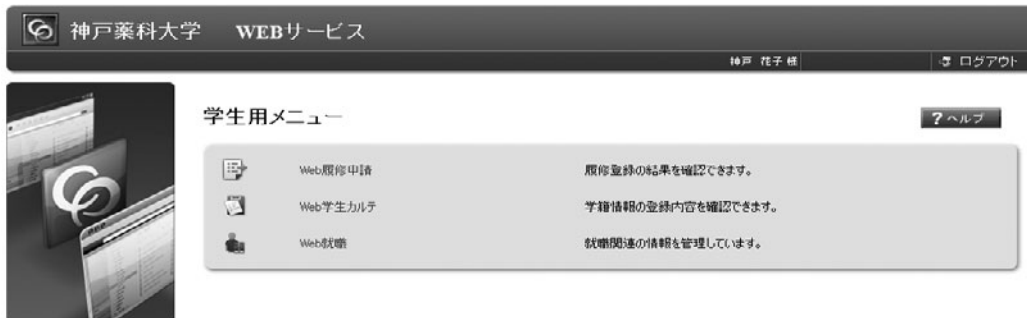 神戸薬科大学 WEBサービス
神戸 花子 様
ログアウト
学生用メニュー
?ヘルプ
Web履修申請 履修登録の結果を確認できます。
Web学生カルテ 学籍情報の登録内容を確認できます。
Web就職 就職関連の情報を管理しています。